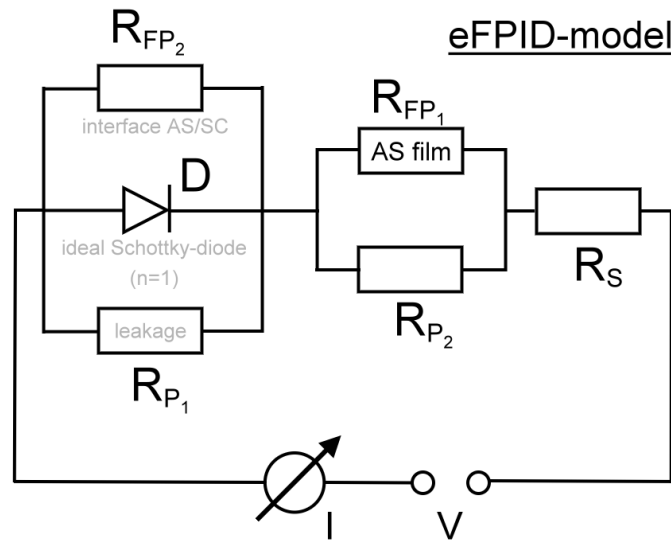 eFPID-model
R_FP₂
interface AS/SC
D
ideal Schottky-diode
(n=1)
leakage
R_P₁
R_FP₁
AS film
R_P₂
R_S
I
V